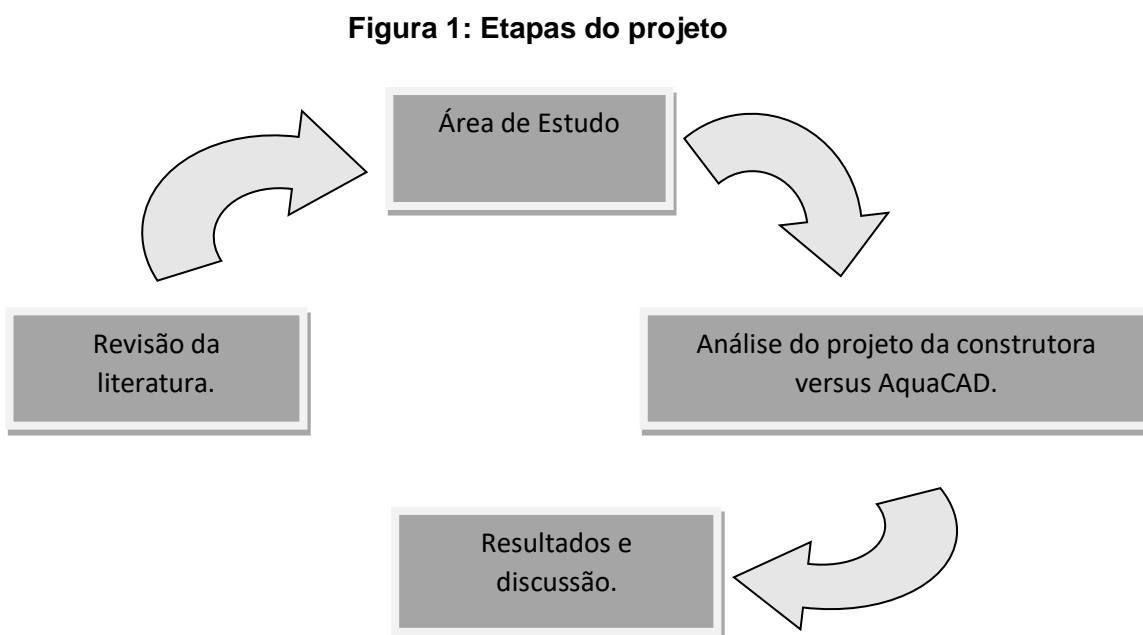 Figura 1: Etapas do projeto
Área de Estudo
Revisão da
literatura.
Análise do projeto da construtora
versus AquaCAD.
Resultados e
discussão.